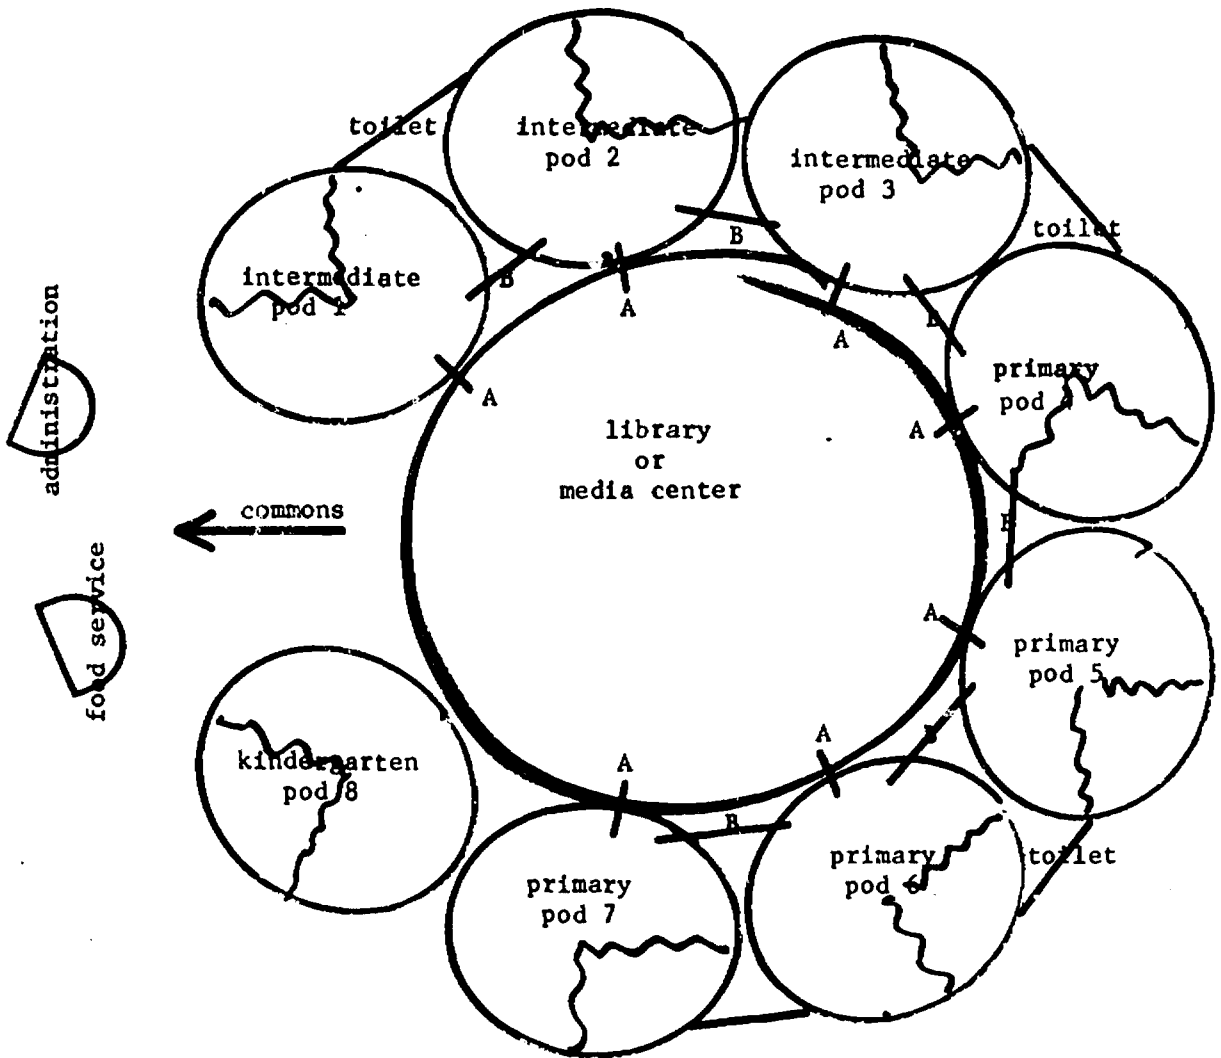 toilet
intermediate
pod 2
intermediate
pod 3
B
toilet
intermediate
pod 1
B
A
A
B
primary
pod 4
A
A
administration
library
or
media center
commons
B
food service
A
primary
pod 5
A
B
A
kindergarten
pod 8
B
primary
pod 6
toilet
primary
pod 7